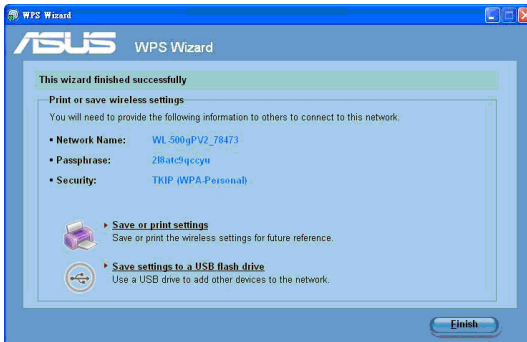 WPS Wizard
ASUS WPS Wizard
This wizard finished successfully
Print or save wireless settings
You will need to provide the following information to others to connect to this network.
▪ Network Name: WL-500gPV2_78473
▪ Passphrase: 2l8atc9qccyu
▪ Security: TKIP (WPA-Personal)
Save or print settings
Save or print the wireless settings for future reference.
Save settings to a USB flash drive
Use a USB drive to add other devices to the network.
Finish